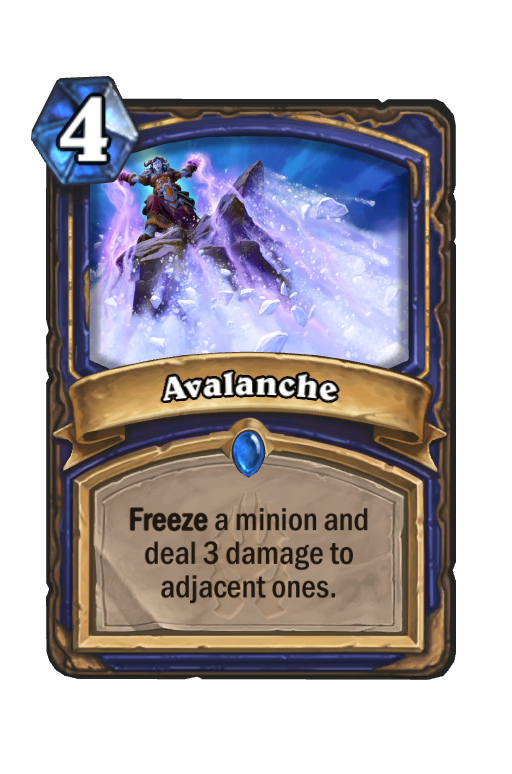 4
Avalanche
Freeze a minion and
deal 3 damage to
adjacent ones.